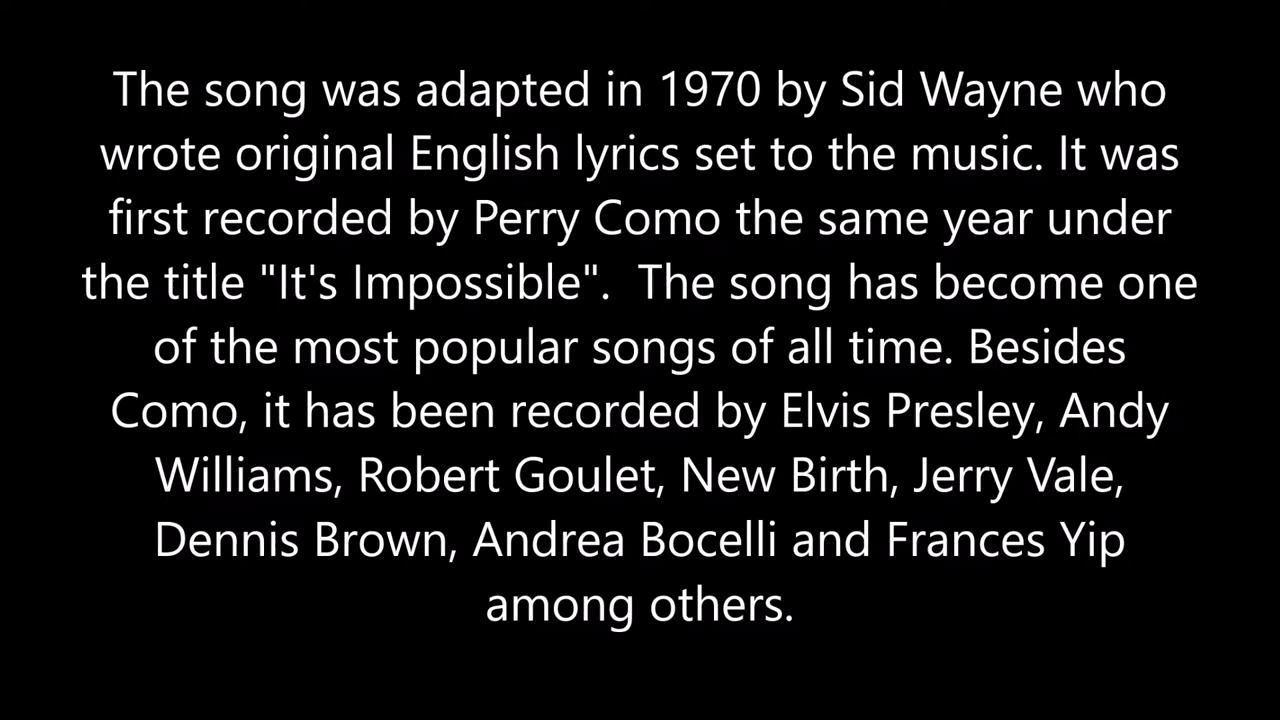 The song was adapted in 1970 by Sid Wayne who
wrote original English lyrics set to the music. It was
first recorded by Perry Como the same year under
the title "It's Impossible".  The song has become one
of the most popular songs of all time. Besides
Como, it has been recorded by Elvis Presley, Andy
Williams, Robert Goulet, New Birth, Jerry Vale,
Dennis Brown, Andrea Bocelli and Frances Yip
among others.